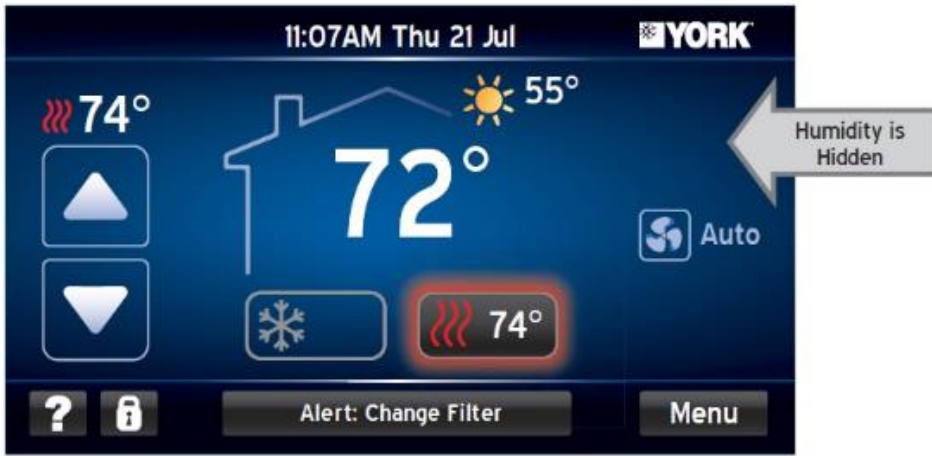 11:07AM Thu 21 Jul
YORK
74°
55°
72°
Humidity is
Hidden
Auto
74°
?
Alert: Change Filter
Menu